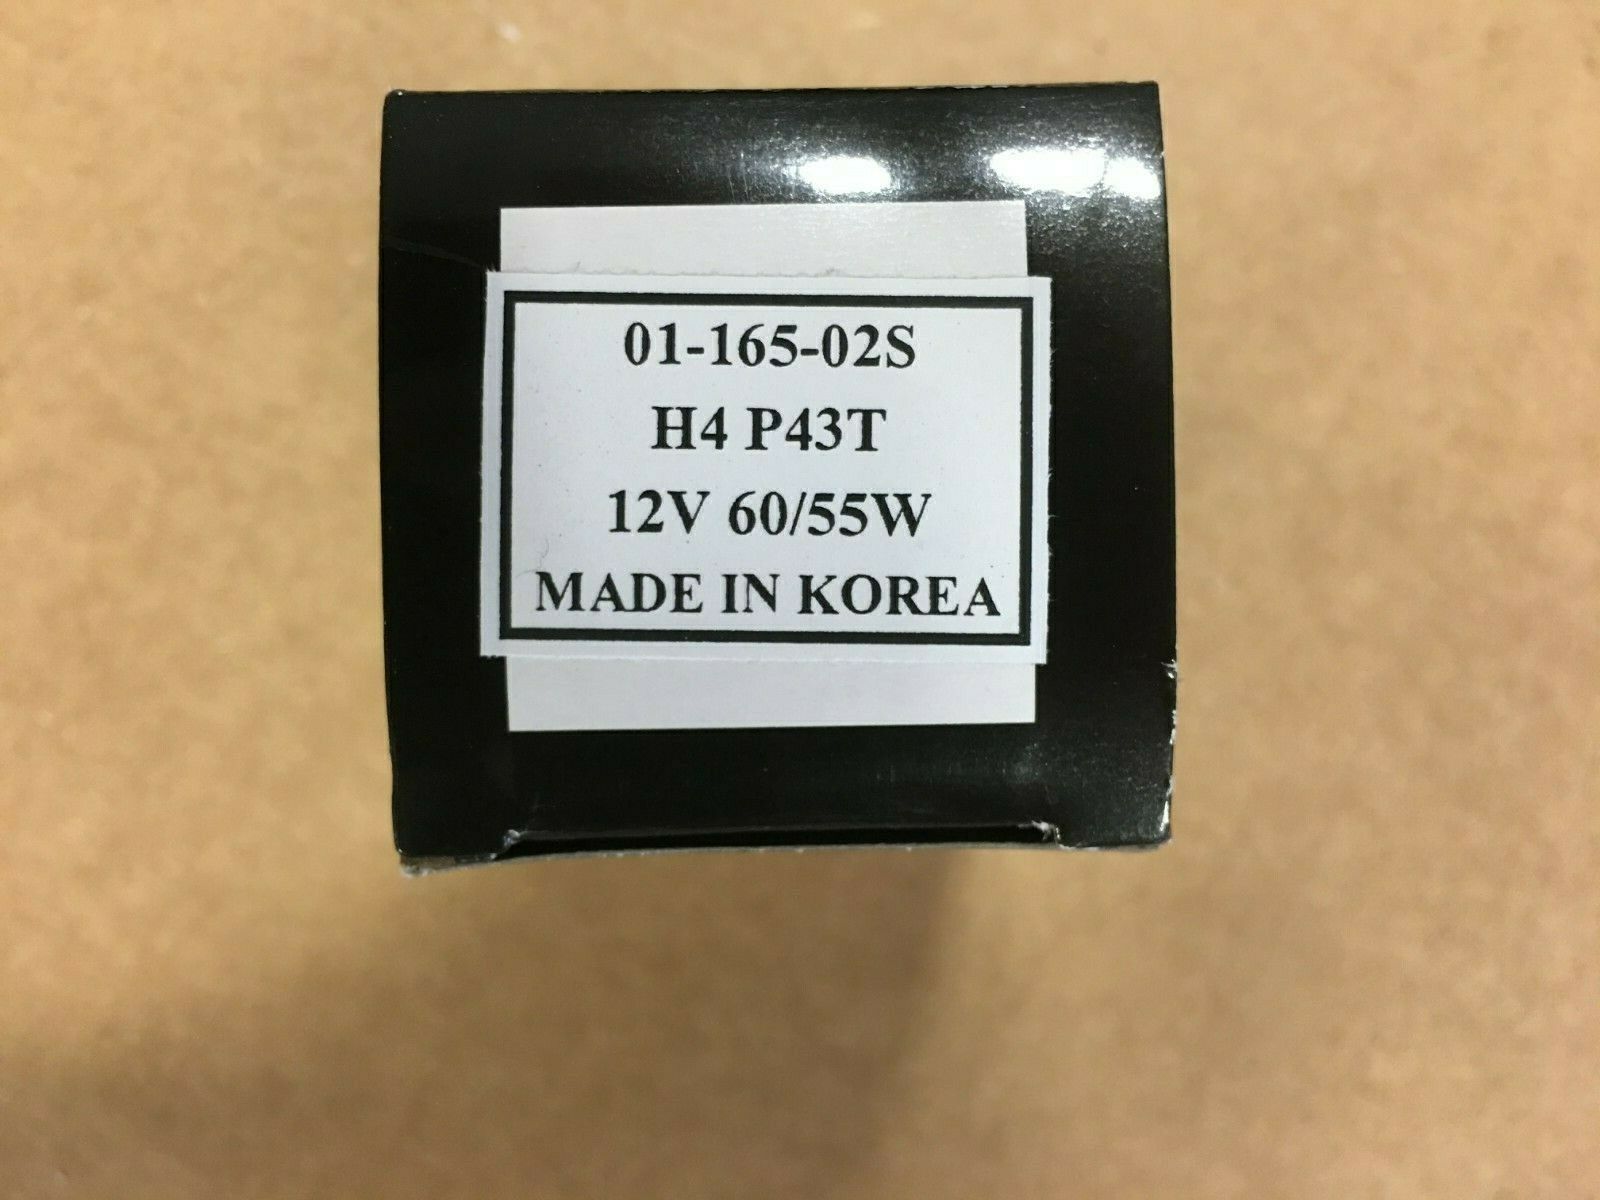 01-165-02S
H4 P43T
12V 60/55W
MADE IN KOREA